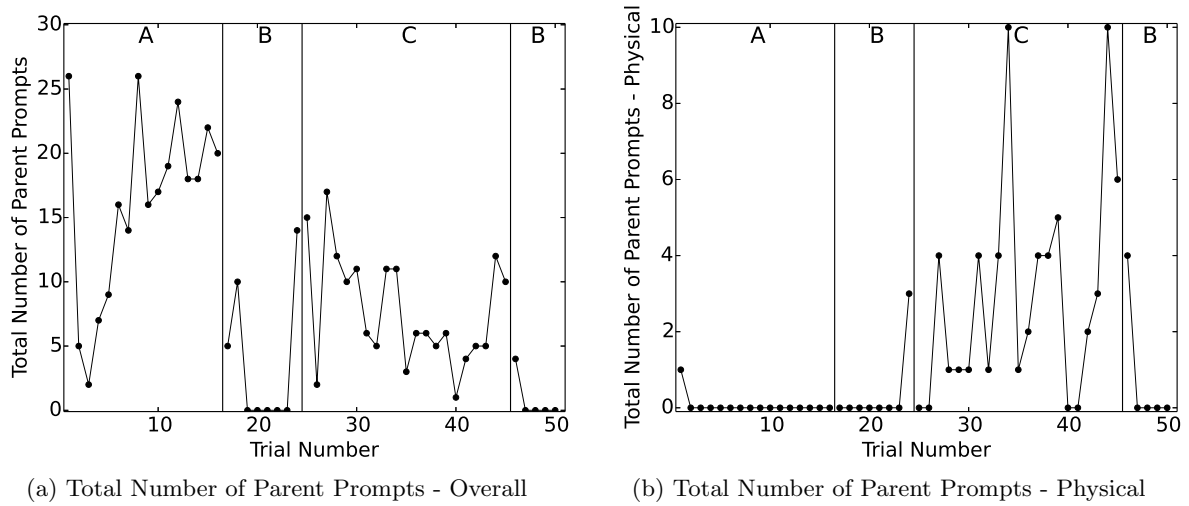 Total Number of Parent Prompts
30
25
20
15
10
5
0
A
B
C
B
10
20
30
40
50
Trial Number
(a) Total Number of Parent Prompts - Overall
Total Number of Parent Prompts - Physical
10
8
6
4
2
0
A
B
C
B
10
20
30
40
50
Trial Number
(b) Total Number of Parent Prompts - Physical